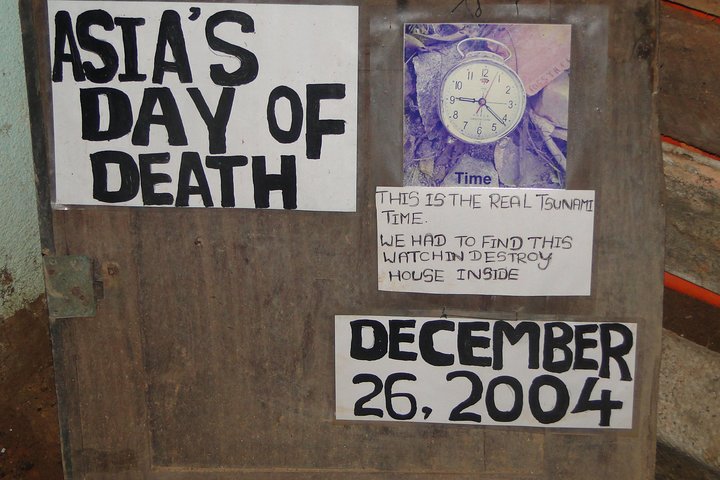 ASIA'S
DAY OF
DEATH
Time
THIS IS THE REAL TSUNAMI
TIME.
WE HAD TO FIND THIS
WATCHIN DESTROY
HOUSE INSIDE
DECEMBER
26, 2004